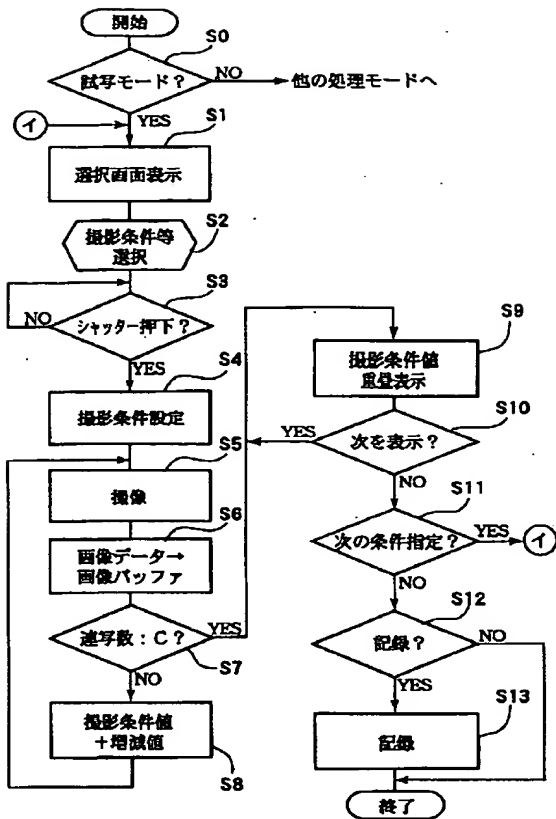 開始
S0
試写モード?
NO
他の処理モードへ
イ
YES
S1
選択画面表示
S2
撮影条件等
選択
S3
シャッター押下?
NO
YES
S4
撮影条件設定
S5
撮像
S6
画像データ→
画像バッファ
連写数:C?
YES
S7
NO
撮影条件値
+増減値
S8
S9
撮影条件値
重畳表示
S10
次を表示?
YES
NO
S11
次の条件指定?
YES
イ
NO
S12
記録?
NO
YES
S13
記録
終了